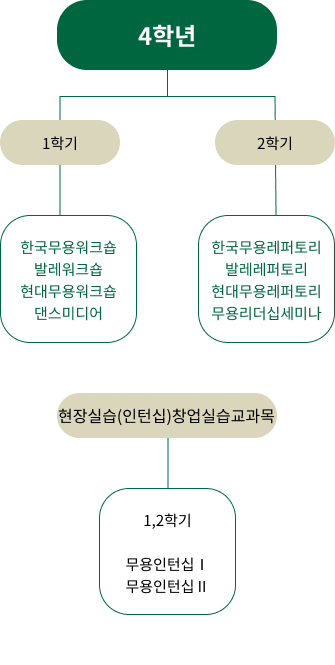 4학년
1학기
2학기
한국무용워크숍
발레워크숍
현대무용워크숍
댄스미디어
한국무용레퍼토리
발레레퍼토리
현대무용레퍼토리
무용리더십세미나
현장실습(인턴십)창업실습교과목
1,2학기
무용인턴십Ⅰ
무용인턴십Ⅱ